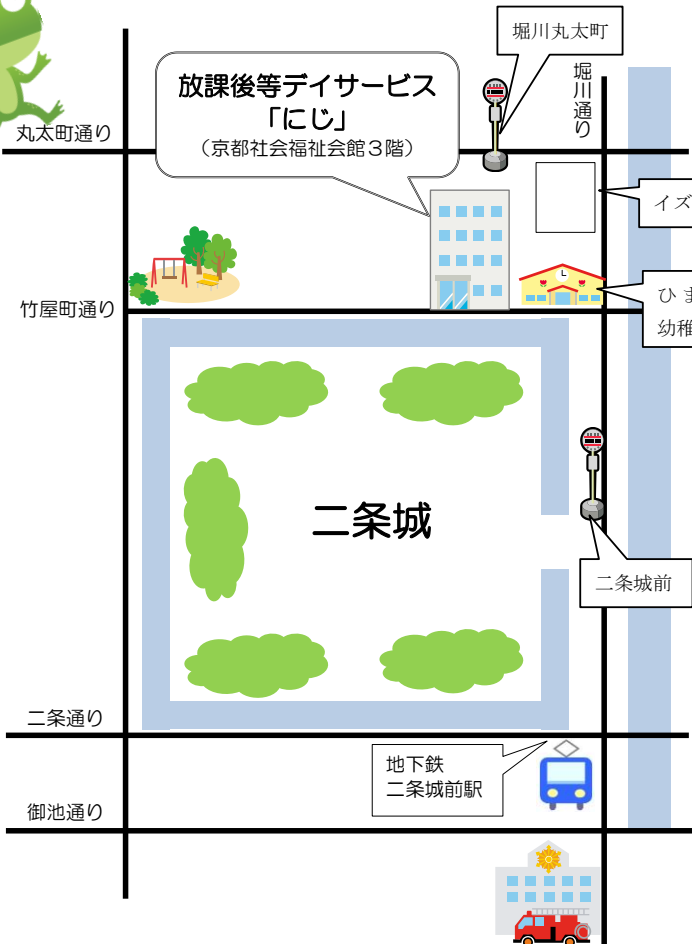 堀川丸太町
堀川通り
放課後等デイサービス
「にじ」
（京都社会福祉会館３階）
丸太町通り
イズ
竹屋町通り
ひま
幼稚
二条城
二条城前
二条通り
地下鉄
二条城前駅
御池通り